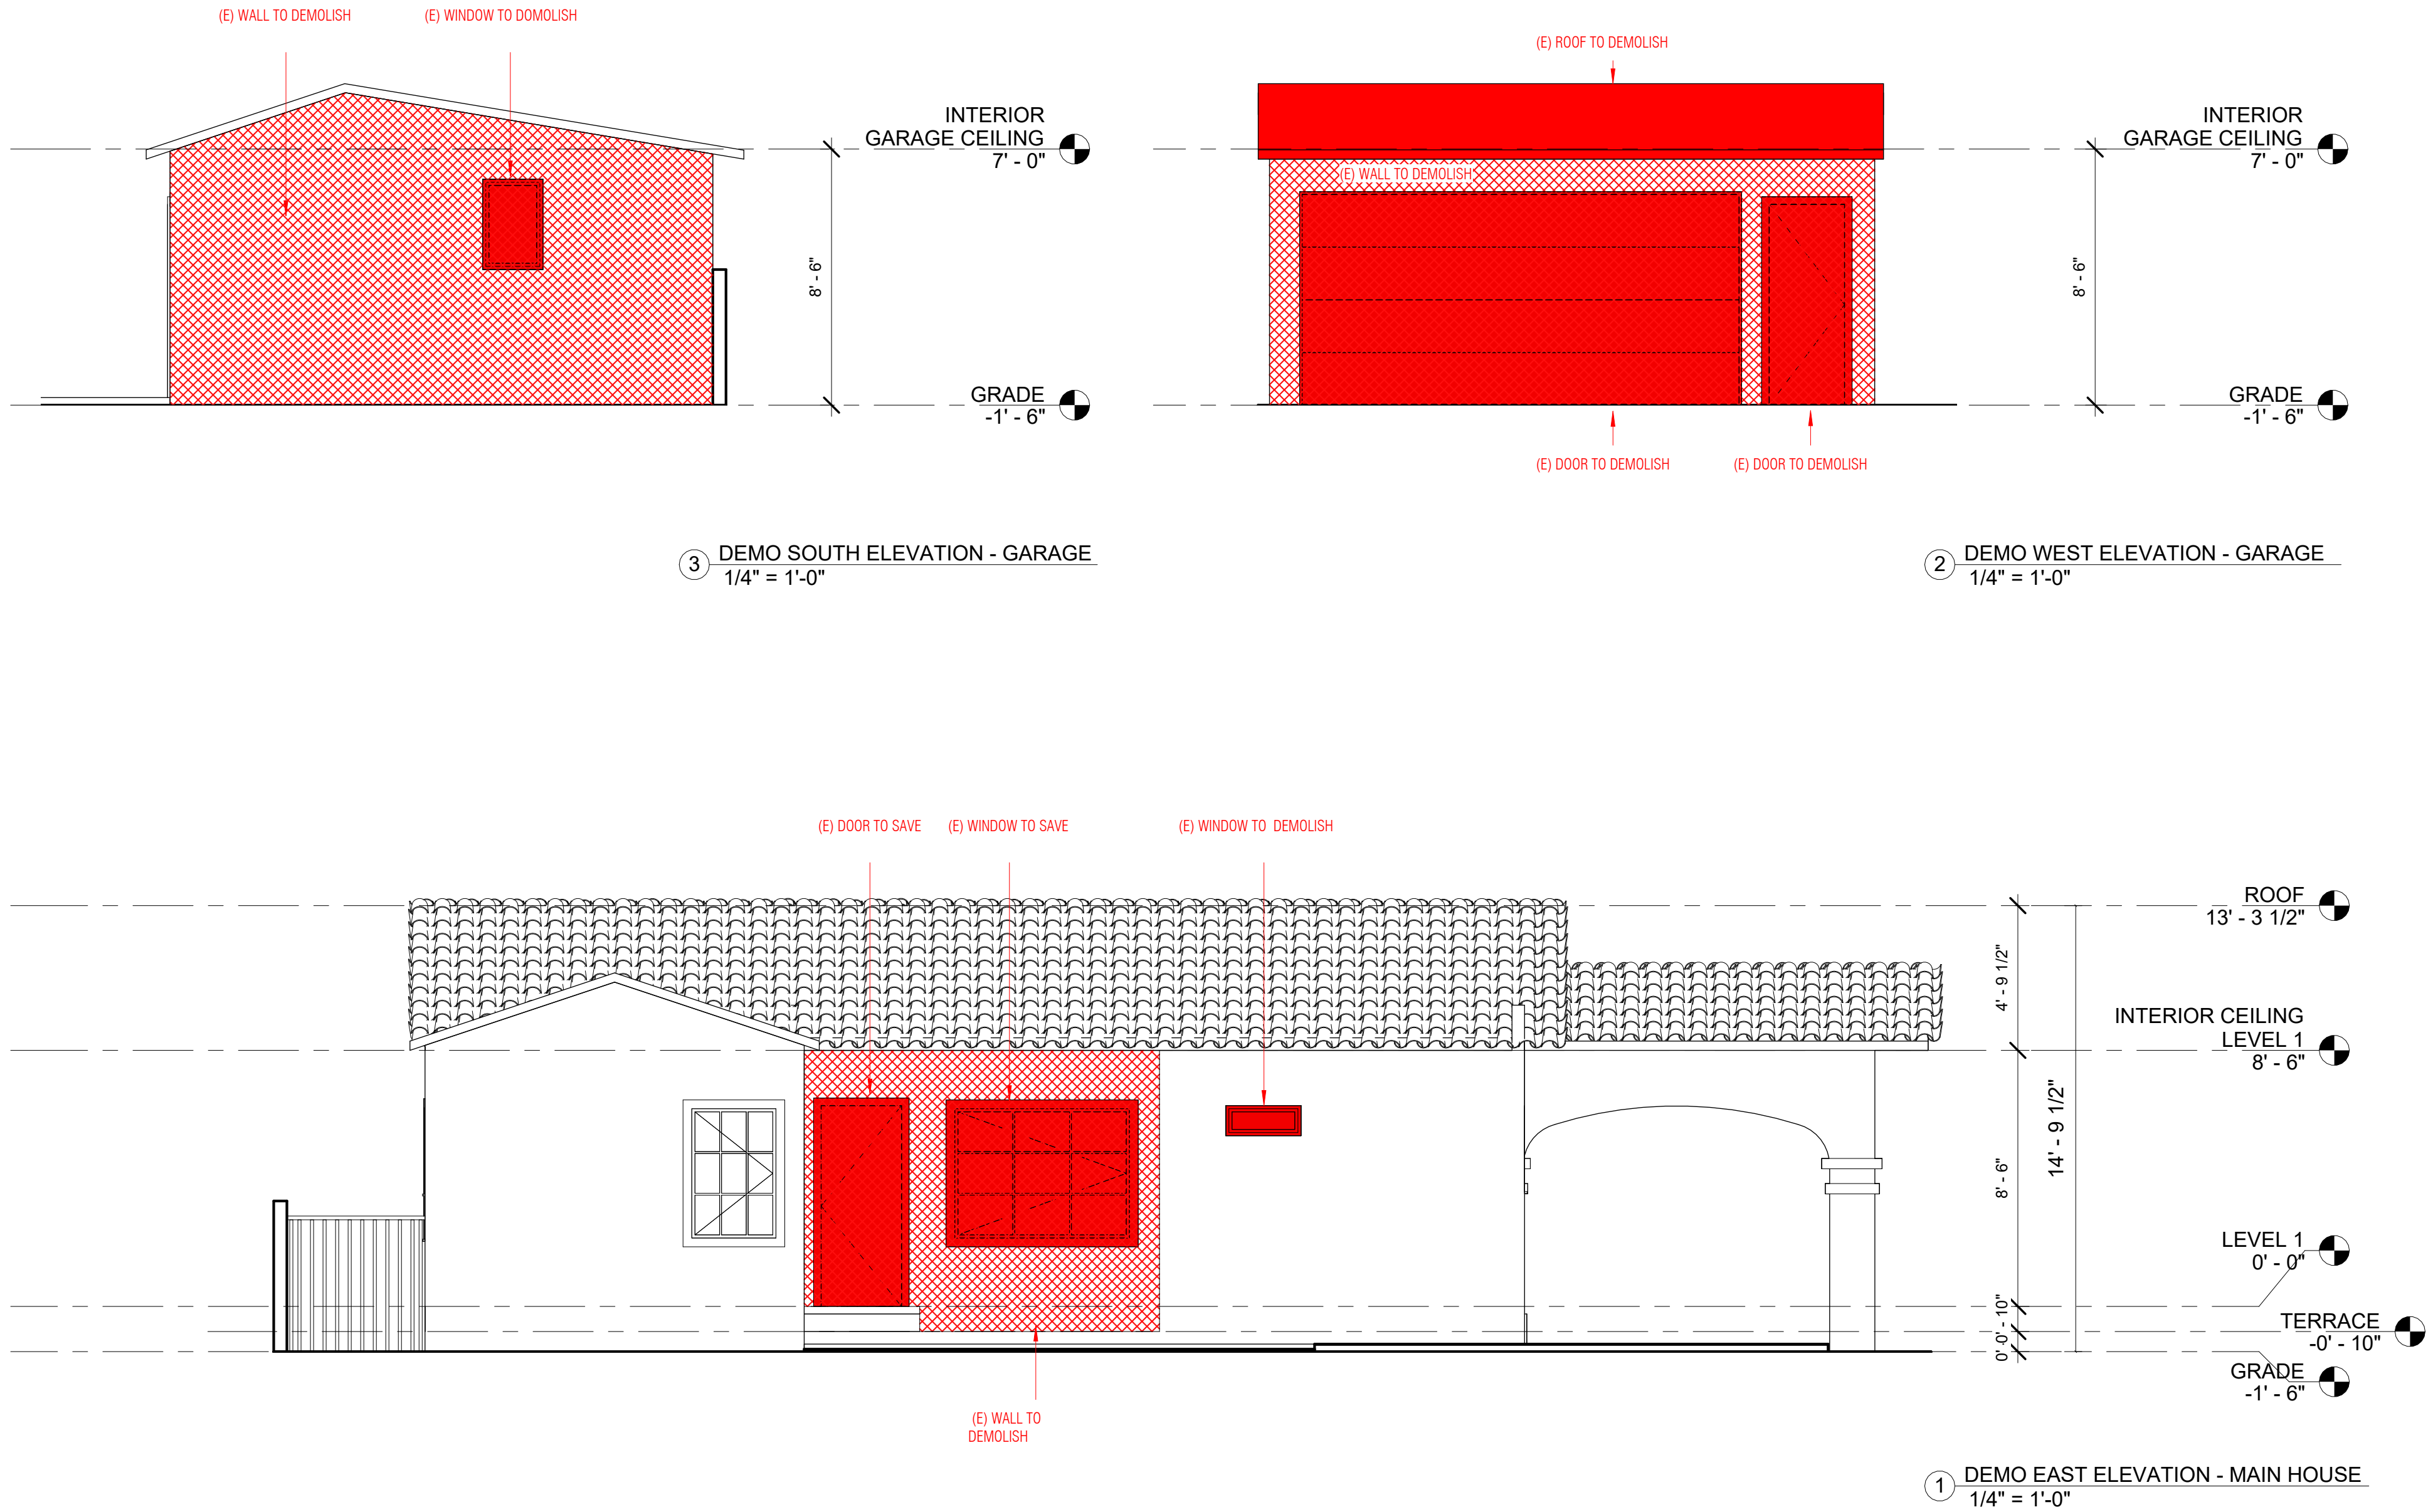 (E) WALL TO DEMOLISH
(E) WINDOW TO DOMOLISH
INTERIOR
GARAGE CEILING
7' - 0"
8' - 6"
GRADE
-1' - 6"
3
DEMO SOUTH ELEVATION - GARAGE
1/4" = 1'-0"
(E) ROOF TO DEMOLISH
(E) WALL TO DEMOLISH
INTERIOR
GARAGE CEILING
7' - 0"
8' - 6"
GRADE
-1' - 6"
(E) DOOR TO DEMOLISH
(E) DOOR TO DEMOLISH
2
DEMO WEST ELEVATION - GARAGE
1/4" = 1'-0"
(E) DOOR TO SAVE
(E) WINDOW TO SAVE
(E) WINDOW TO DEMOLISH
ROOF
13' - 3 1/2"
4' - 9 1/2"
INTERIOR CEILING
LEVEL 1
8' - 6"
14' - 9 1/2"
8' - 6"
LEVEL 1
0' - 0"
0' - 10"
TERRACE
-0' - 10"
GRADE
-1' - 6"
(E) WALL TO
DEMOLISH
1
DEMO EAST ELEVATION - MAIN HOUSE
1/4" = 1'-0"